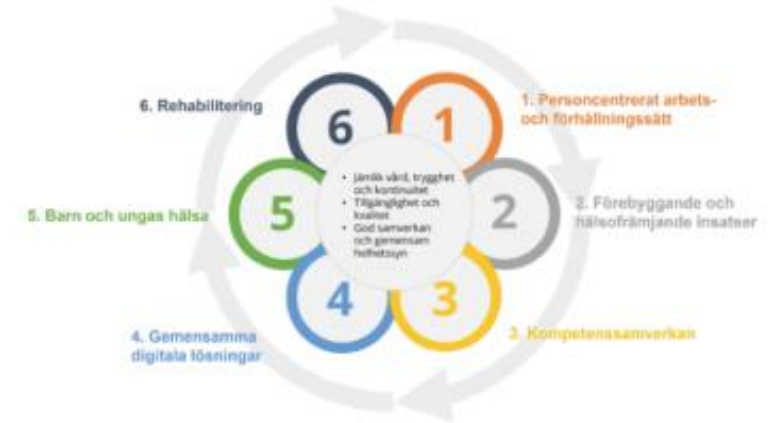 6. Rehabilitering
1. Personcentrerat arbets-
och förhållningssätt
6
1
• Jämlik vård, trygghet
och kontinuitet
• Tillgänglighet och
kvalitet
• God samverkan
och gemensam
helhetssyn
5. Barn och ungas hälsa
5
2
2. Förebyggande och
hälsofrämjande insatser
4
3
4. Gemensamma
digitala lösningar
3. Kompetenssamverkan